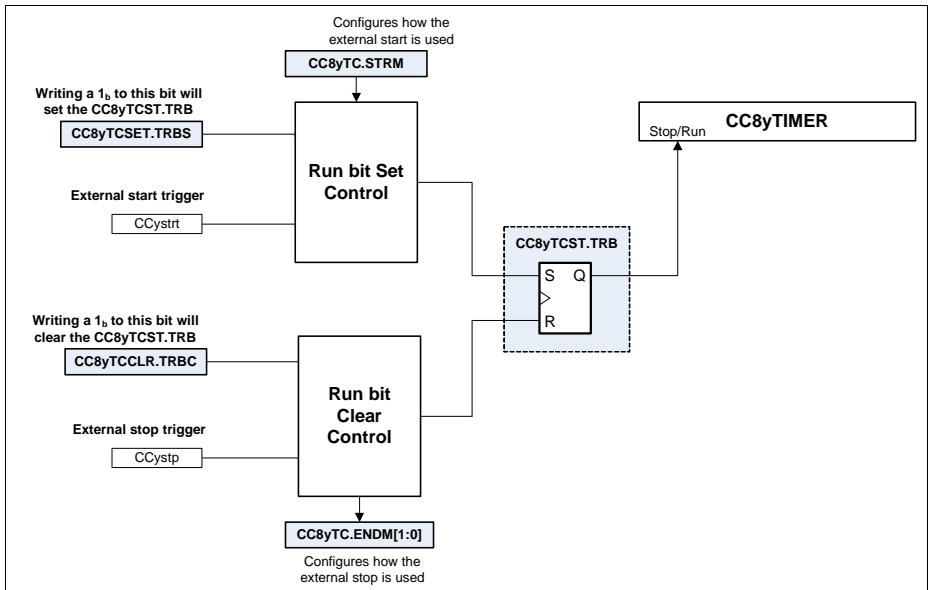 Configures how the
external start is used
CC8yTC.STRM
Writing a 1b to this bit will
set the CC8yTCST.TRB
CC8yTCSET.TRBS
Run bit Set
Control
External start trigger
CCystrt
CC8yTIMER
Stop/Run
CC8yTCST.TRB
S Q
R
Writing a 1b to this bit will
clear the CC8yTCST.TRB
CC8yTCCLR.TRBC
Run bit
Clear
Control
External stop trigger
CCystp
CC8yTC.ENDM[1:0]
Configures how the
external stop is used